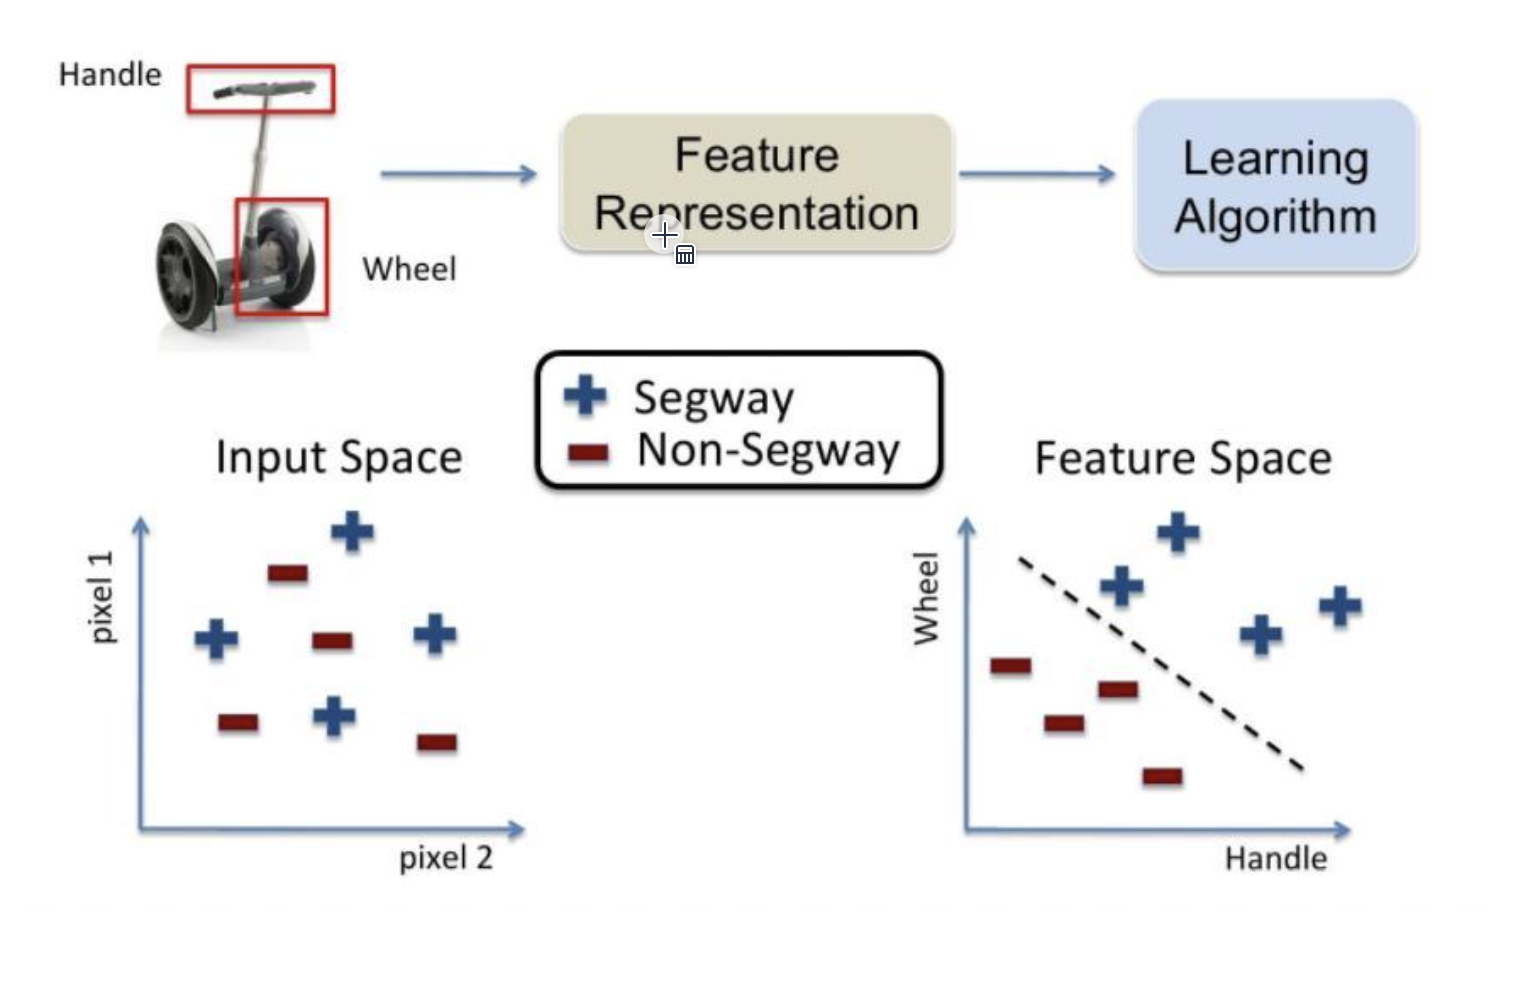 Handle
Feature
Representation
Learning
Algorithm
Wheel
Segway
Non-Segway
Input Space
Feature Space
pixel 1
Wheel
pixel 2
Handle